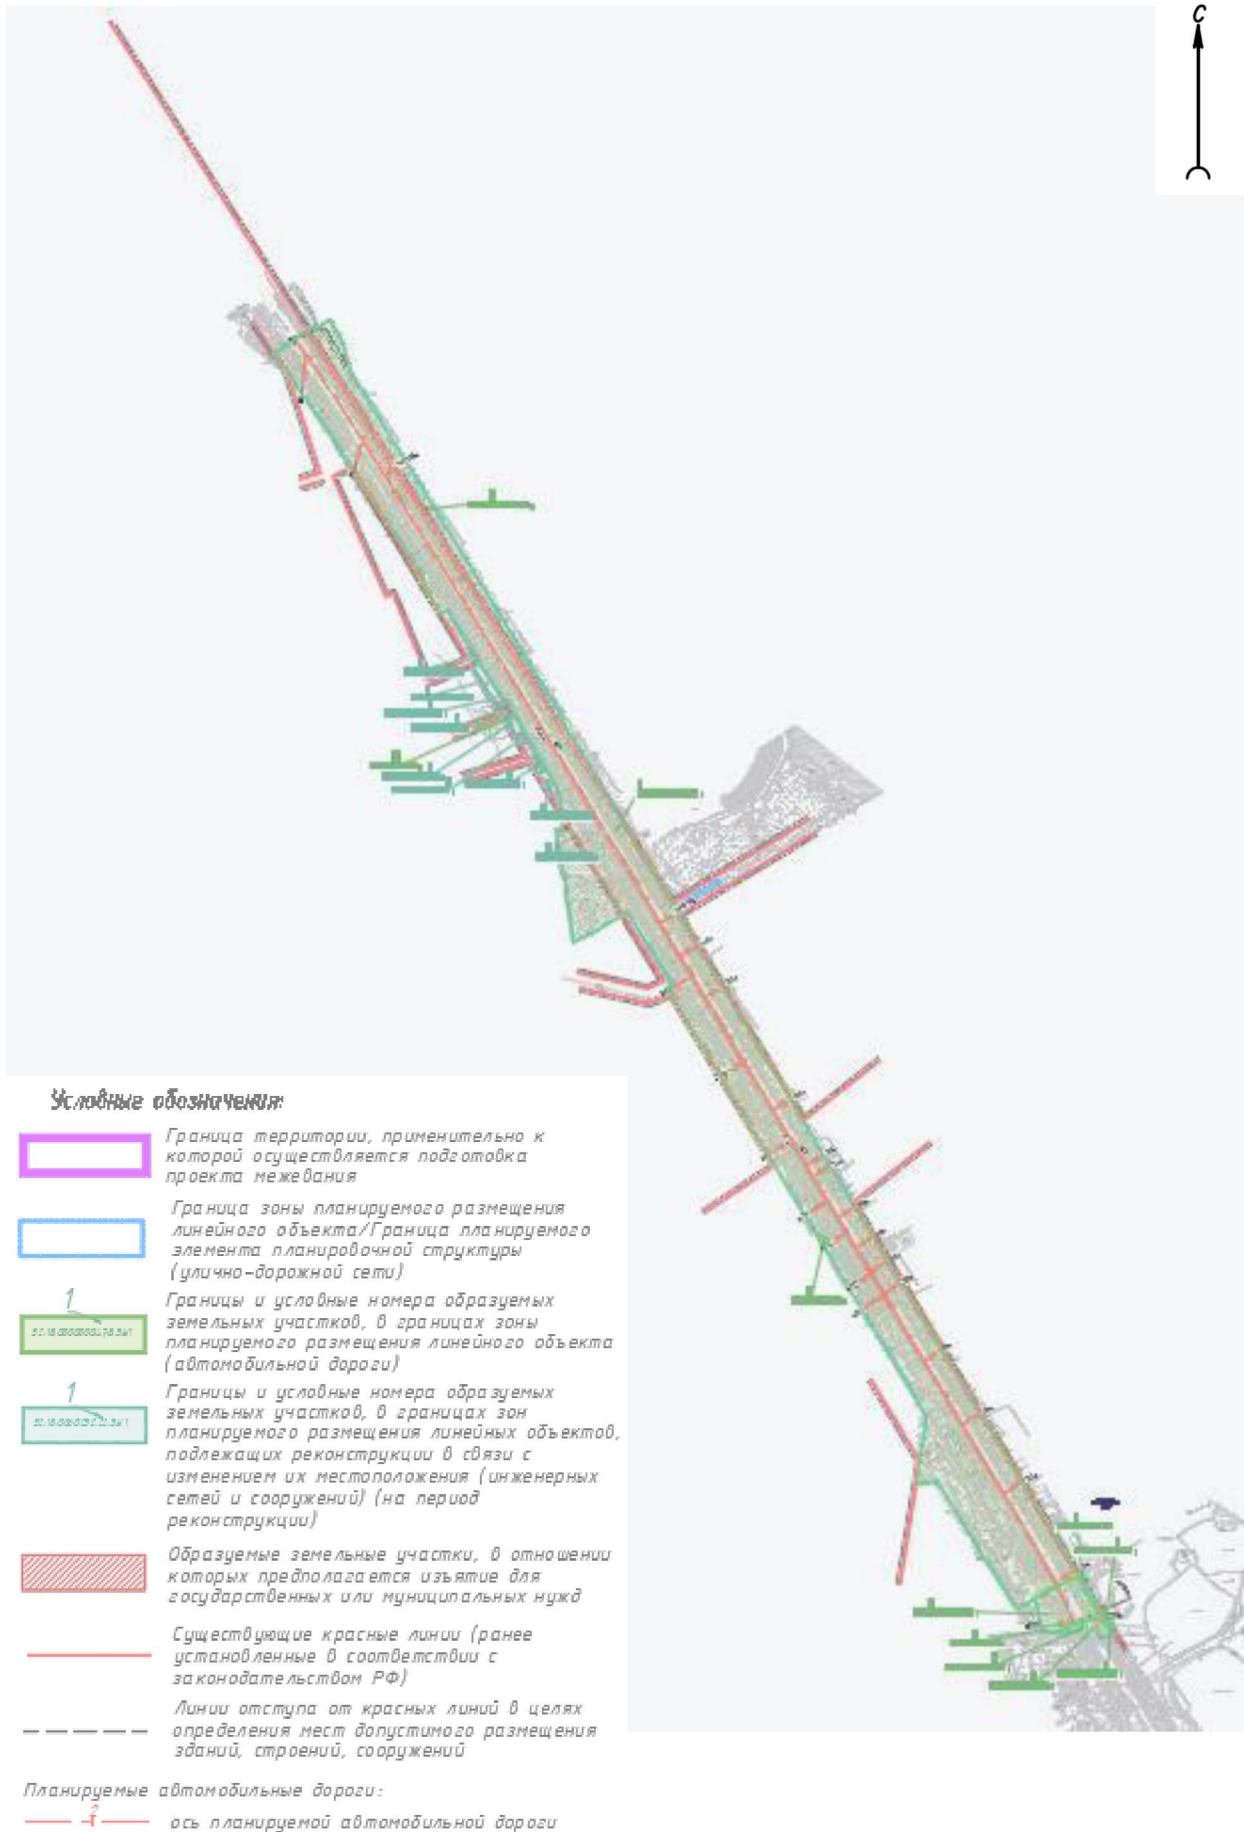 С
Условные обозначения:
Граница территории, применительно к
которой осуществляется подготовка
проекта межевания
Граница зоны планируемого размещения
линейного объекта/Граница планируемого
элемента планировочной структуры
(улично-дорожной сети)
1
Границы и условные номера образуемых
земельных участков, в границах зоны
планируемого размещения линейного объекта
(автомобильной дороги)
1
Границы и условные номера образуемых
земельных участков, в границах зон
планируемого размещения линейных объектов,
подлежащих реконструкции в связи с
изменением их местоположения (инженерных
сетей и сооружений) (на период
реконструкции)
Образуемые земельные участки, в отношении
которых предполагается изъятие для
государственных или муниципальных нужд
Существующие красные линии (ранее
установленные в соответствии с
законодательством РФ)
Линии отступа от красных линий в целях
определения мест допустимого размещения
зданий, строений, сооружений
Планируемые автомобильные дороги:
2
ось планируемой автомобильной дороги